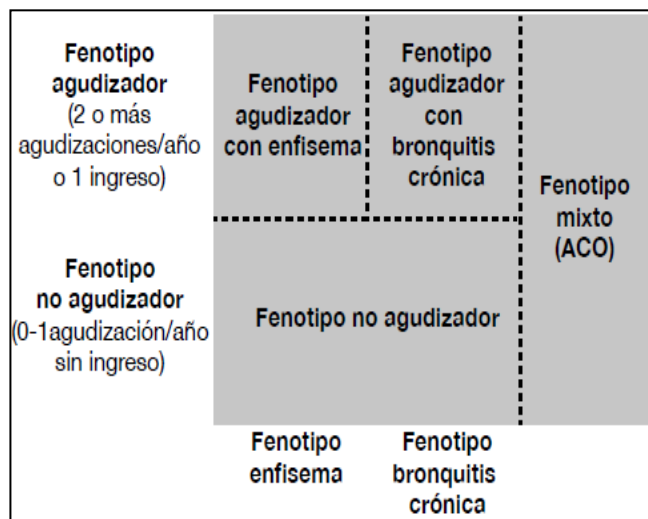 Fenotipo
agudizador
(2 o más
agudizaciones/año
o 1 ingreso)
Fenotipo
agudizador
con enfisema
Fenotipo
agudizador
con
bronquitis
crónica
Fenotipo
mixto
(ACO)
Fenotipo
no agudizador
(0-1agudización/año
sin ingreso)
Fenotipo no agudizador
Fenotipo
enfisema
Fenotipo
bronquitis
crónica